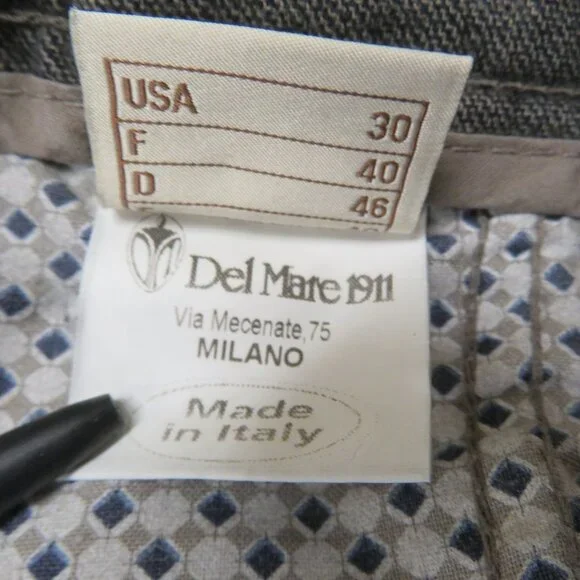 USA 30
F 40
D 46
Del Mare 1911
Via Mecenate,75
MILANO
Made
in Italy